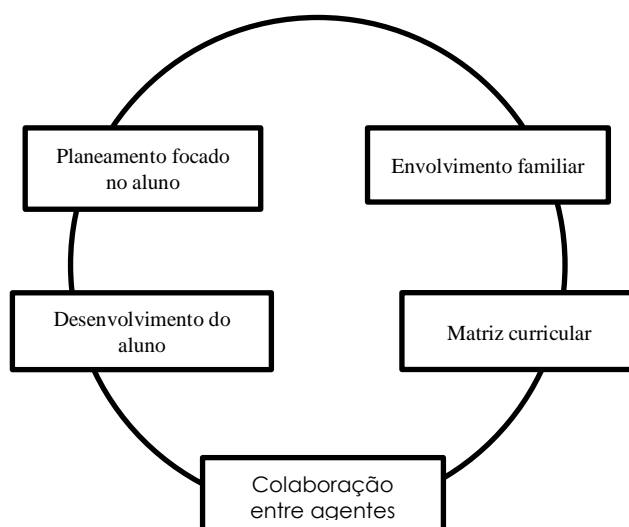 Planeamento focado
no aluno
Envolvimento familiar
Desenvolvimento do
aluno
Matriz curricular
Colaboração
entre agentes